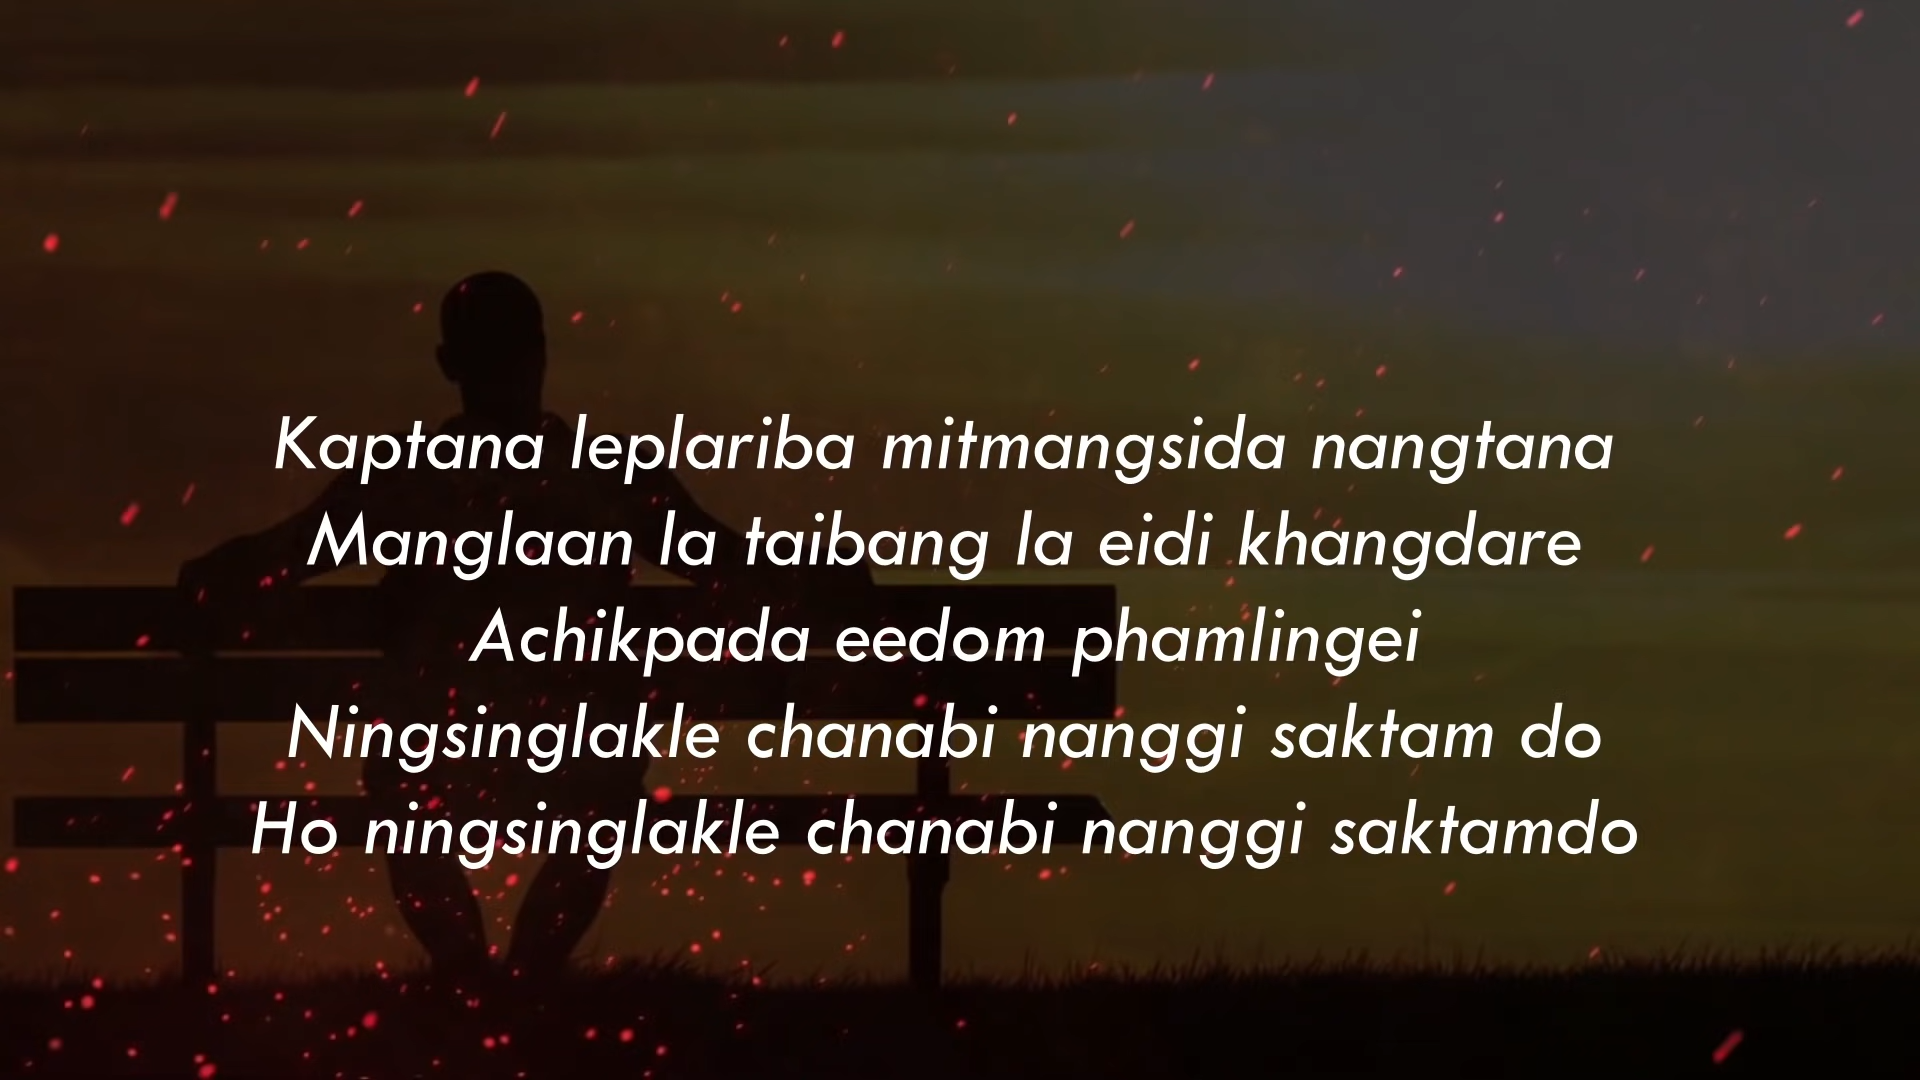 Kaptana leplariba mitmangsida nangtana
Manglaan la taibang la eidi khangdare
Achikpada eedom phamlingei
Ningsinglakle chanabi nanggi saktam do
Ho ningsinglakle chanabi nanggi saktamdo